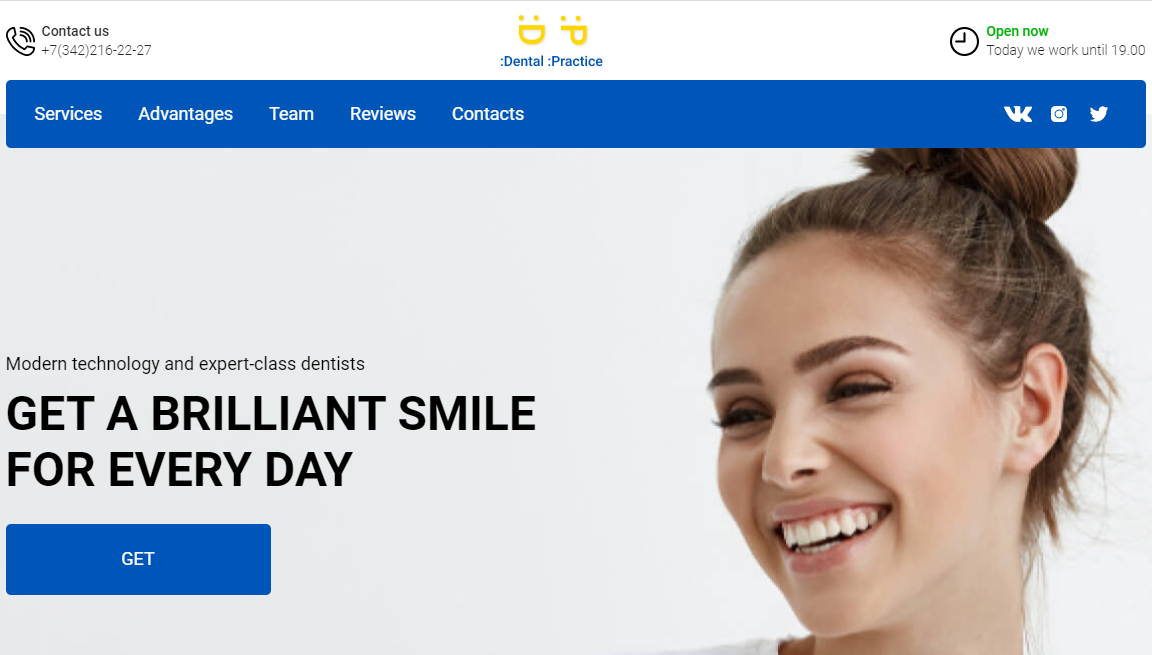 Contact us
+7(342)216-22-27
:D :P
:Dental :Practice
Open now
Today we work until 19.00
Services Advantages Team Reviews Contacts
Modern technology and expert-class dentists
GET A BRILLIANT SMILE
FOR EVERY DAY
GET